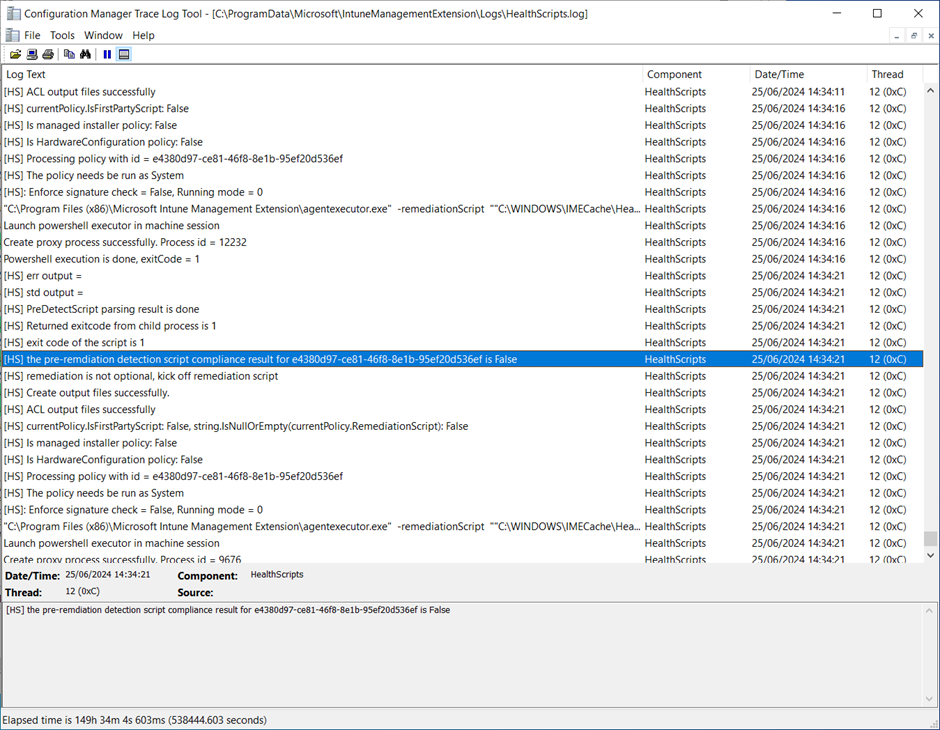 Configuration Manager Trace Log Tool - [C:\ProgramData\Microsoft\IntuneManagementExtension\Logs\HealthScripts.log]
File Tools Window Help
Log Text Component Date/Time Thread
[HS] ACL output files successfully HealthScripts 25/06/2024 14:34:11 12 (0xC)
[HS] currentPolicy.IsFirstPartyScript: False HealthScripts 25/06/2024 14:34:16 12 (0xC)
[HS] Is managed installer policy: False HealthScripts 25/06/2024 14:34:16 12 (0xC)
[HS] Is HardwareConfiguration policy: False HealthScripts 25/06/2024 14:34:16 12 (0xC)
[HS] Processing policy with id = e4380d97-ce81-46f8-8e1b-95ef20d536ef HealthScripts 25/06/2024 14:34:16 12 (0xC)
[HS] The policy needs be run as System HealthScripts 25/06/2024 14:34:16 12 (0xC)
[HS]: Enforce signature check = False, Running mode = 0 HealthScripts 25/06/2024 14:34:16 12 (0xC)
"C:\Program Files (x86)\Microsoft Intune Management Extension\agentexecutor.exe" -remediationScript ""C:\WINDOWS\IMECache\Hea... HealthScripts 25/06/2024 14:34:16 12 (0xC)
Launch powershell executor in machine session HealthScripts 25/06/2024 14:34:16 12 (0xC)
Create proxy process successfully. Process id = 12232 HealthScripts 25/06/2024 14:34:16 12 (0xC)
Powershell execution is done, exitCode = 1 HealthScripts 25/06/2024 14:34:16 12 (0xC)
[HS] err output = HealthScripts 25/06/2024 14:34:21 12 (0xC)
[HS] std output = HealthScripts 25/06/2024 14:34:21 12 (0xC)
[HS] PreDetectScript parsing result is done HealthScripts 25/06/2024 14:34:21 12 (0xC)
[HS] Returned exitcode from child process is 1 HealthScripts 25/06/2024 14:34:21 12 (0xC)
[HS] exit code of the script is 1 HealthScripts 25/06/2024 14:34:21 12 (0xC)
[HS] the pre-remdiation detection script compliance result for e4380d97-ce81-46f8-8e1b-95ef20d536ef is False HealthScripts 25/06/2024 14:34:21 12 (0xC)
[HS] remediation is not optional, kick off remediation script HealthScripts 25/06/2024 14:34:21 12 (0xC)
[HS] Create output files successfully. HealthScripts 25/06/2024 14:34:21 12 (0xC)
[HS] ACL output files successfully HealthScripts 25/06/2024 14:34:21 12 (0xC)
[HS] currentPolicy.IsFirstPartyScript: False, string.IsNullOrEmpty(currentPolicy.RemediationScript): False HealthScripts 25/06/2024 14:34:21 12 (0xC)
[HS] Is managed installer policy: False HealthScripts 25/06/2024 14:34:21 12 (0xC)
[HS] Is HardwareConfiguration policy: False HealthScripts 25/06/2024 14:34:21 12 (0xC)
[HS] Processing policy with id = e4380d97-ce81-46f8-8e1b-95ef20d536ef HealthScripts 25/06/2024 14:34:21 12 (0xC)
[HS] The policy needs be run as System HealthScripts 25/06/2024 14:34:21 12 (0xC)
[HS]: Enforce signature check = False, Running mode = 0 HealthScripts 25/06/2024 14:34:21 12 (0xC)
"C:\Program Files (x86)\Microsoft Intune Management Extension\agentexecutor.exe" -remediationScript ""C:\WINDOWS\IMECache\Hea... HealthScripts 25/06/2024 14:34:21 12 (0xC)
Launch powershell executor in machine session HealthScripts 25/06/2024 14:34:21 12 (0xC)
Create proxy process successfully. Process id = 9676 HealthScripts 25/06/2024 14:34:21 12 (0xC)
Date/Time: 25/06/2024 14:34:21 Component: HealthScripts
Thread: 12 (0xC) Source:
[HS] the pre-remdiation detection script compliance result for e4380d97-ce81-46f8-8e1b-95ef20d536ef is False
Elapsed time is 149h 34m 4s 603ms (538444.603 seconds)